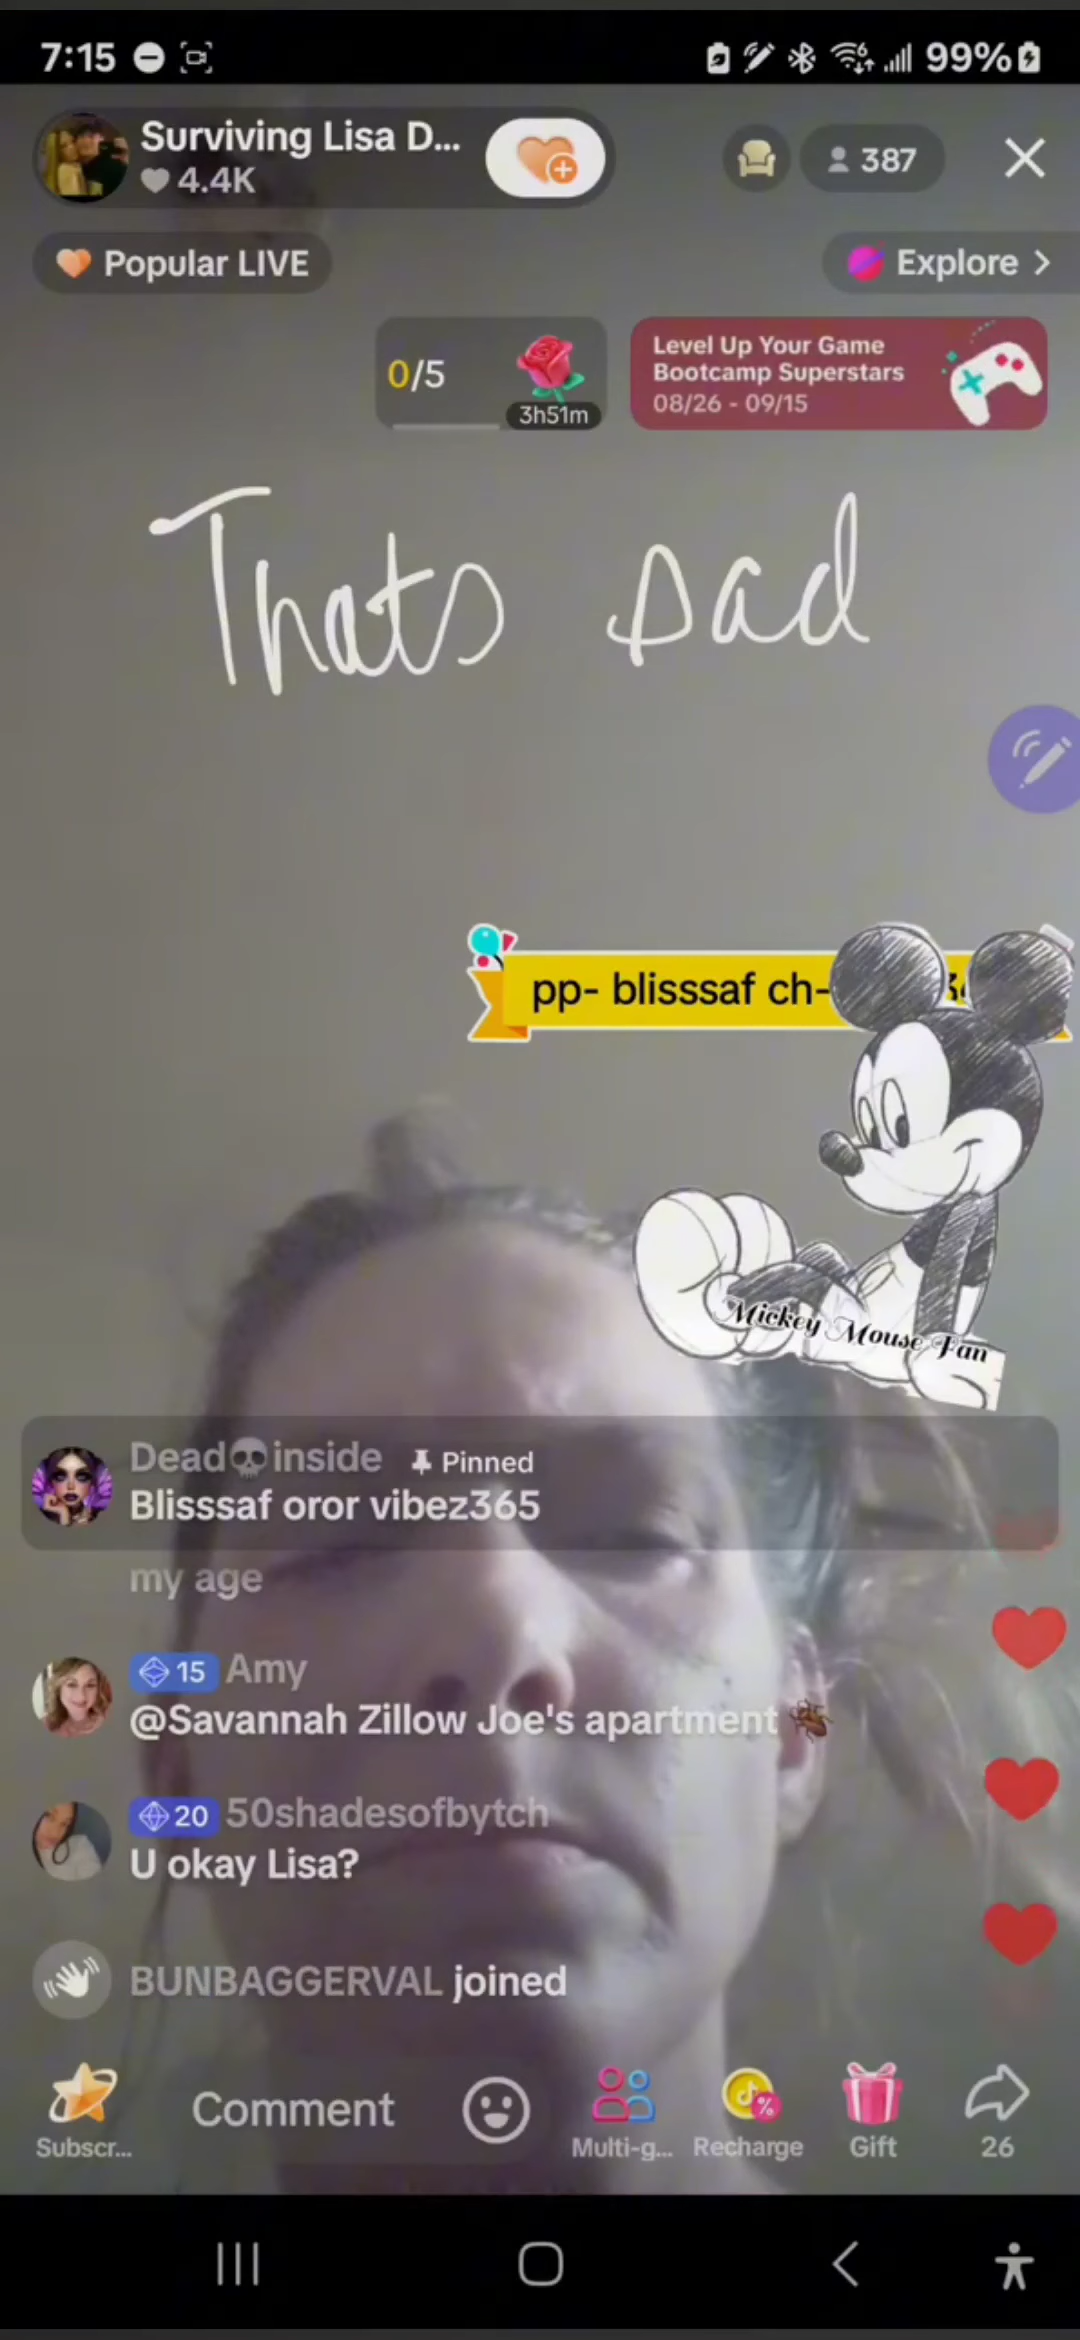 7:15
99%
Surviving Lisa D...
4.4K
387
Popular LIVE
Explore >
0/5
3h51m
Level Up Your Game
Bootcamp Superstars
08/26 - 09/15
Thats sad
pp- blisssaf ch-
Mickey Mouse Fan
Dead💀inside Pinned
Blisssaf oror vibez365
my age
15 Amy
@Savannah Zillow Joe's apartment 🪳
20 50shadesofbytch
U okay Lisa?
BUNBAGGERVAL joined
Comment
Subscr...
Multi-g...
Recharge
Gift
26